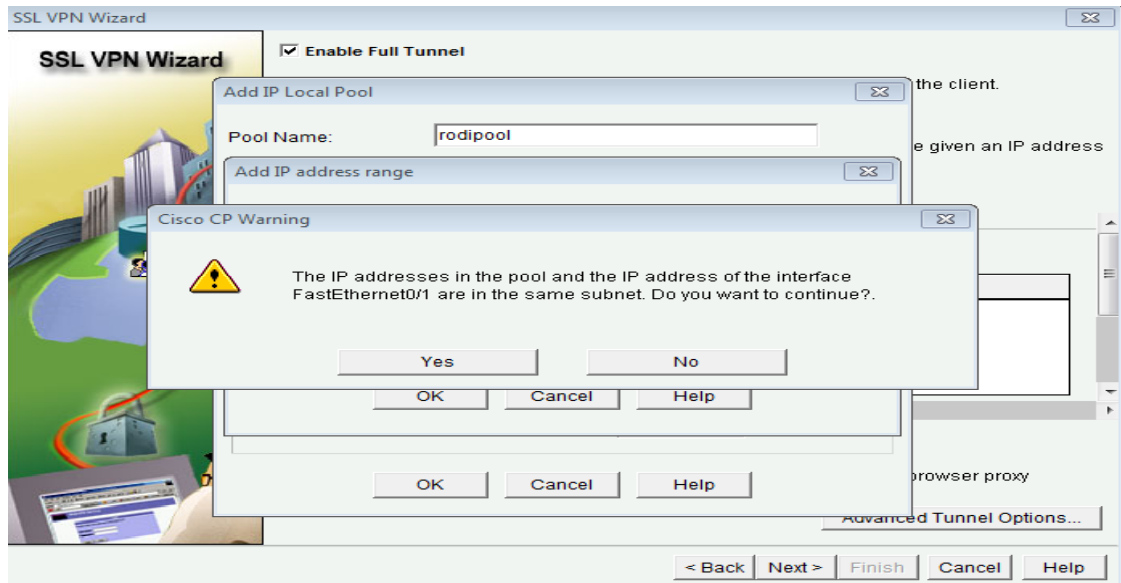 SSL VPN Wizard
SSL VPN Wizard
Enable Full Tunnel
the client.
Add IP Local Pool
Pool Name:
rodipool
e given an IP address
Add IP address range
Cisco CP Warning
The IP addresses in the pool and the IP address of the interface
FastEthernet0/1 are in the same subnet. Do you want to continue?.
Yes No
OK Cancel Help
OK Cancel Help
browser proxy
Advanced Tunnel Options...
< Back Next > Finish Cancel Help